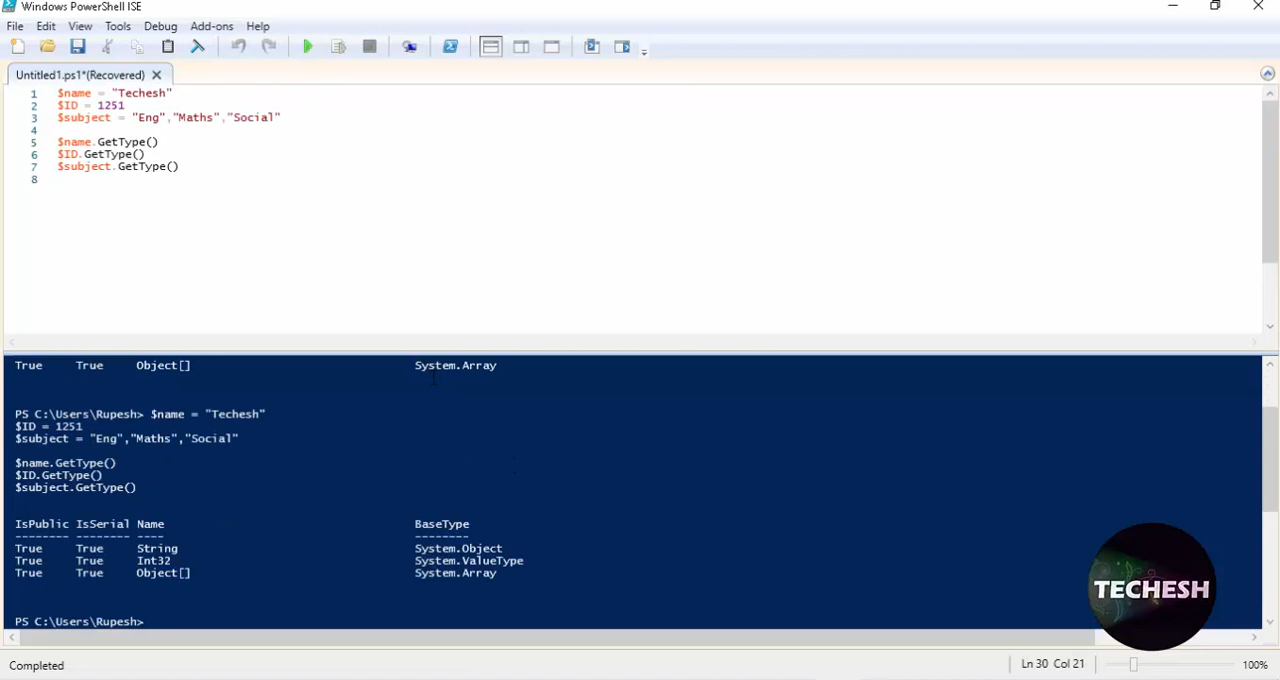 Windows PowerShell ISE
File Edit View Tools Debug Add-ons Help
Untitled1.ps1*(Recovered)
1 $name = "Techesh"
2 $ID = 1251
3 $subject = "Eng","Maths","Social"
4
5 $name.GetType()
6 $ID.GetType()
7 $subject.GetType()
8
True True Object[] System.Array
PS C:\Users\Rupesh> $name = "Techesh"
$ID = 1251
$subject = "Eng","Maths","Social"
$name.GetType()
$ID.GetType()
$subject.GetType()
IsPublic IsSerial Name BaseType
-------- -------- ---- --------
True True String System.Object
True True Int32 System.ValueType
True True Object[] System.Array
PS C:\Users\Rupesh>
TECHESH
Completed Ln 30 Col 21 100%